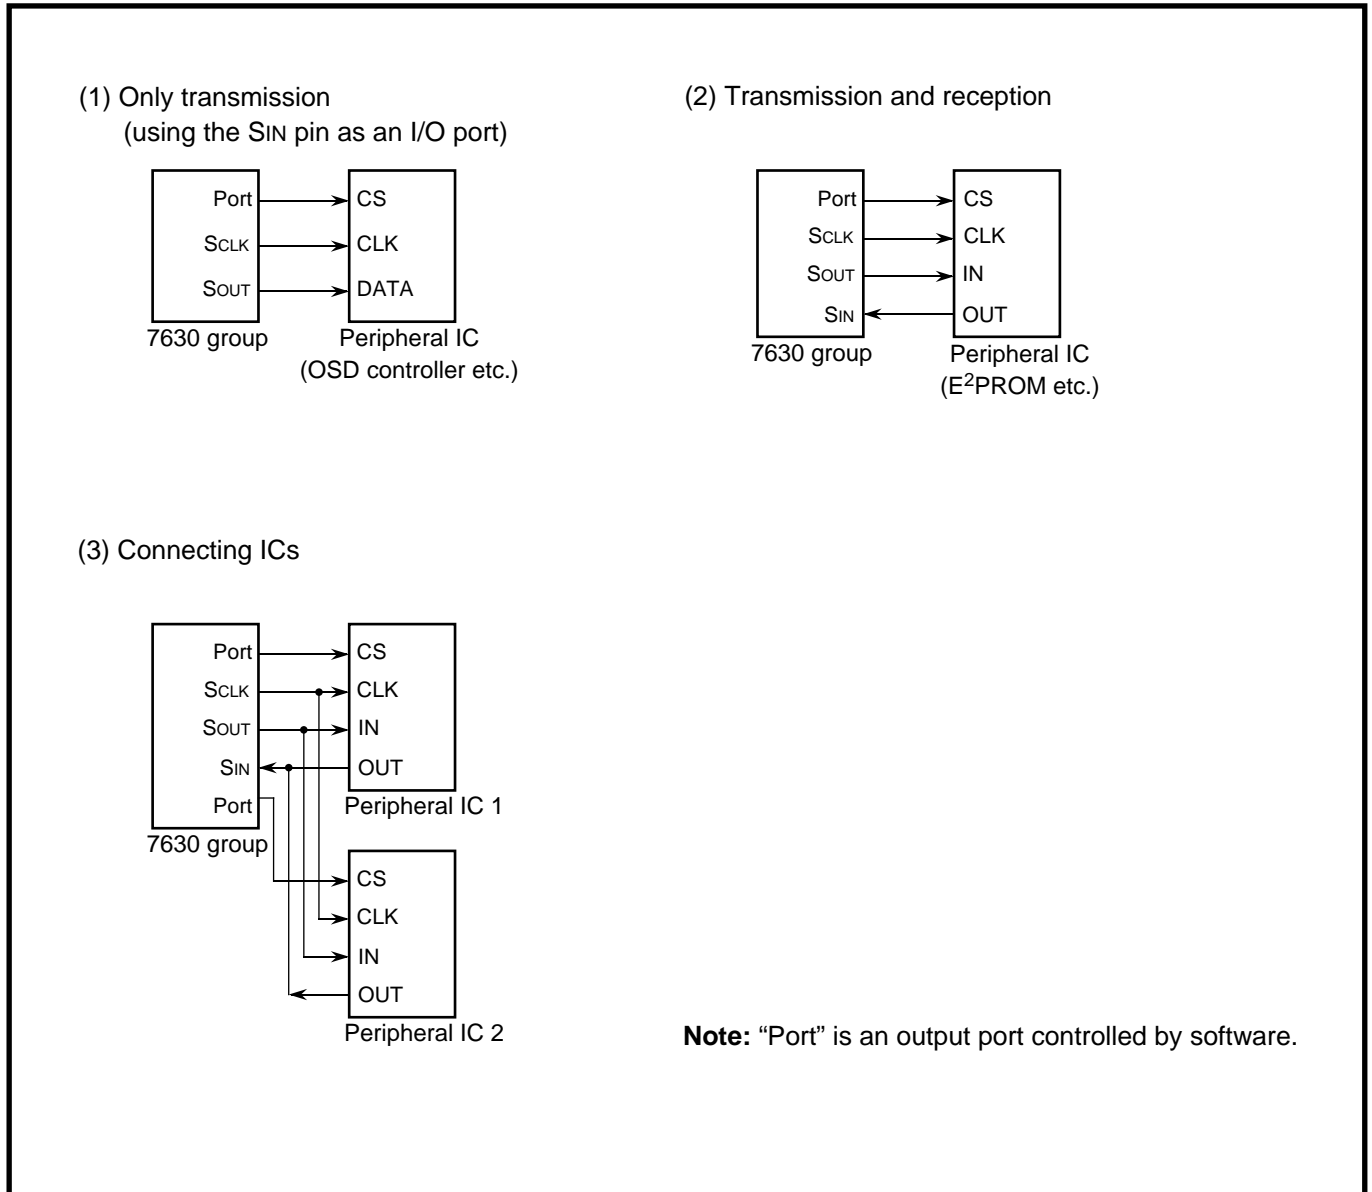 (1) Only transmission
(using the SIN pin as an I/O port)
Port
SCLK
SOUT
7630 group
CS
CLK
DATA
Peripheral IC
(OSD controller etc.)
(2) Transmission and reception
Port
SCLK
SOUT
SIN
7630 group
CS
CLK
IN
OUT
Peripheral IC
(E²PROM etc.)
(3) Connecting ICs
Port
SCLK
SOUT
SIN
Port
7630 group
CS
CLK
IN
OUT
Peripheral IC 1
CS
CLK
IN
OUT
Peripheral IC 2
Note: “Port” is an output port controlled by software.